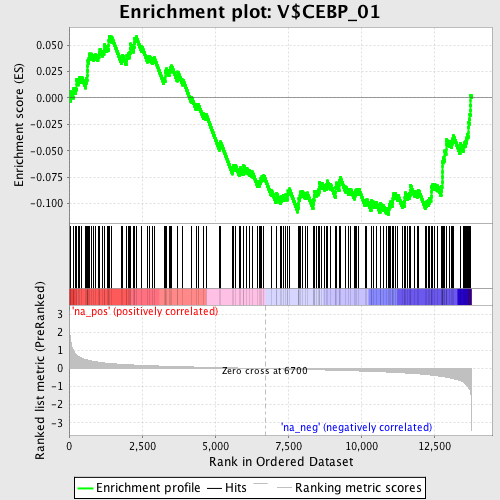 Enrichment plot: V$CEBP_01
Enrichment score (ES)
0.050
0.025
0.000
-0.025
-0.050
-0.075
-0.100
'na_pos' (positively correlated)
Ranked list metric (PreRanked)
3
2
1
0
-1
-2
-3
Zero cross at 6700
'na_neg' (negatively correlated)
0
2,500
5,000
7,500
10,000
12,500
Rank in Ordered Dataset
Enrichment profile
Hits
Ranking metric scores